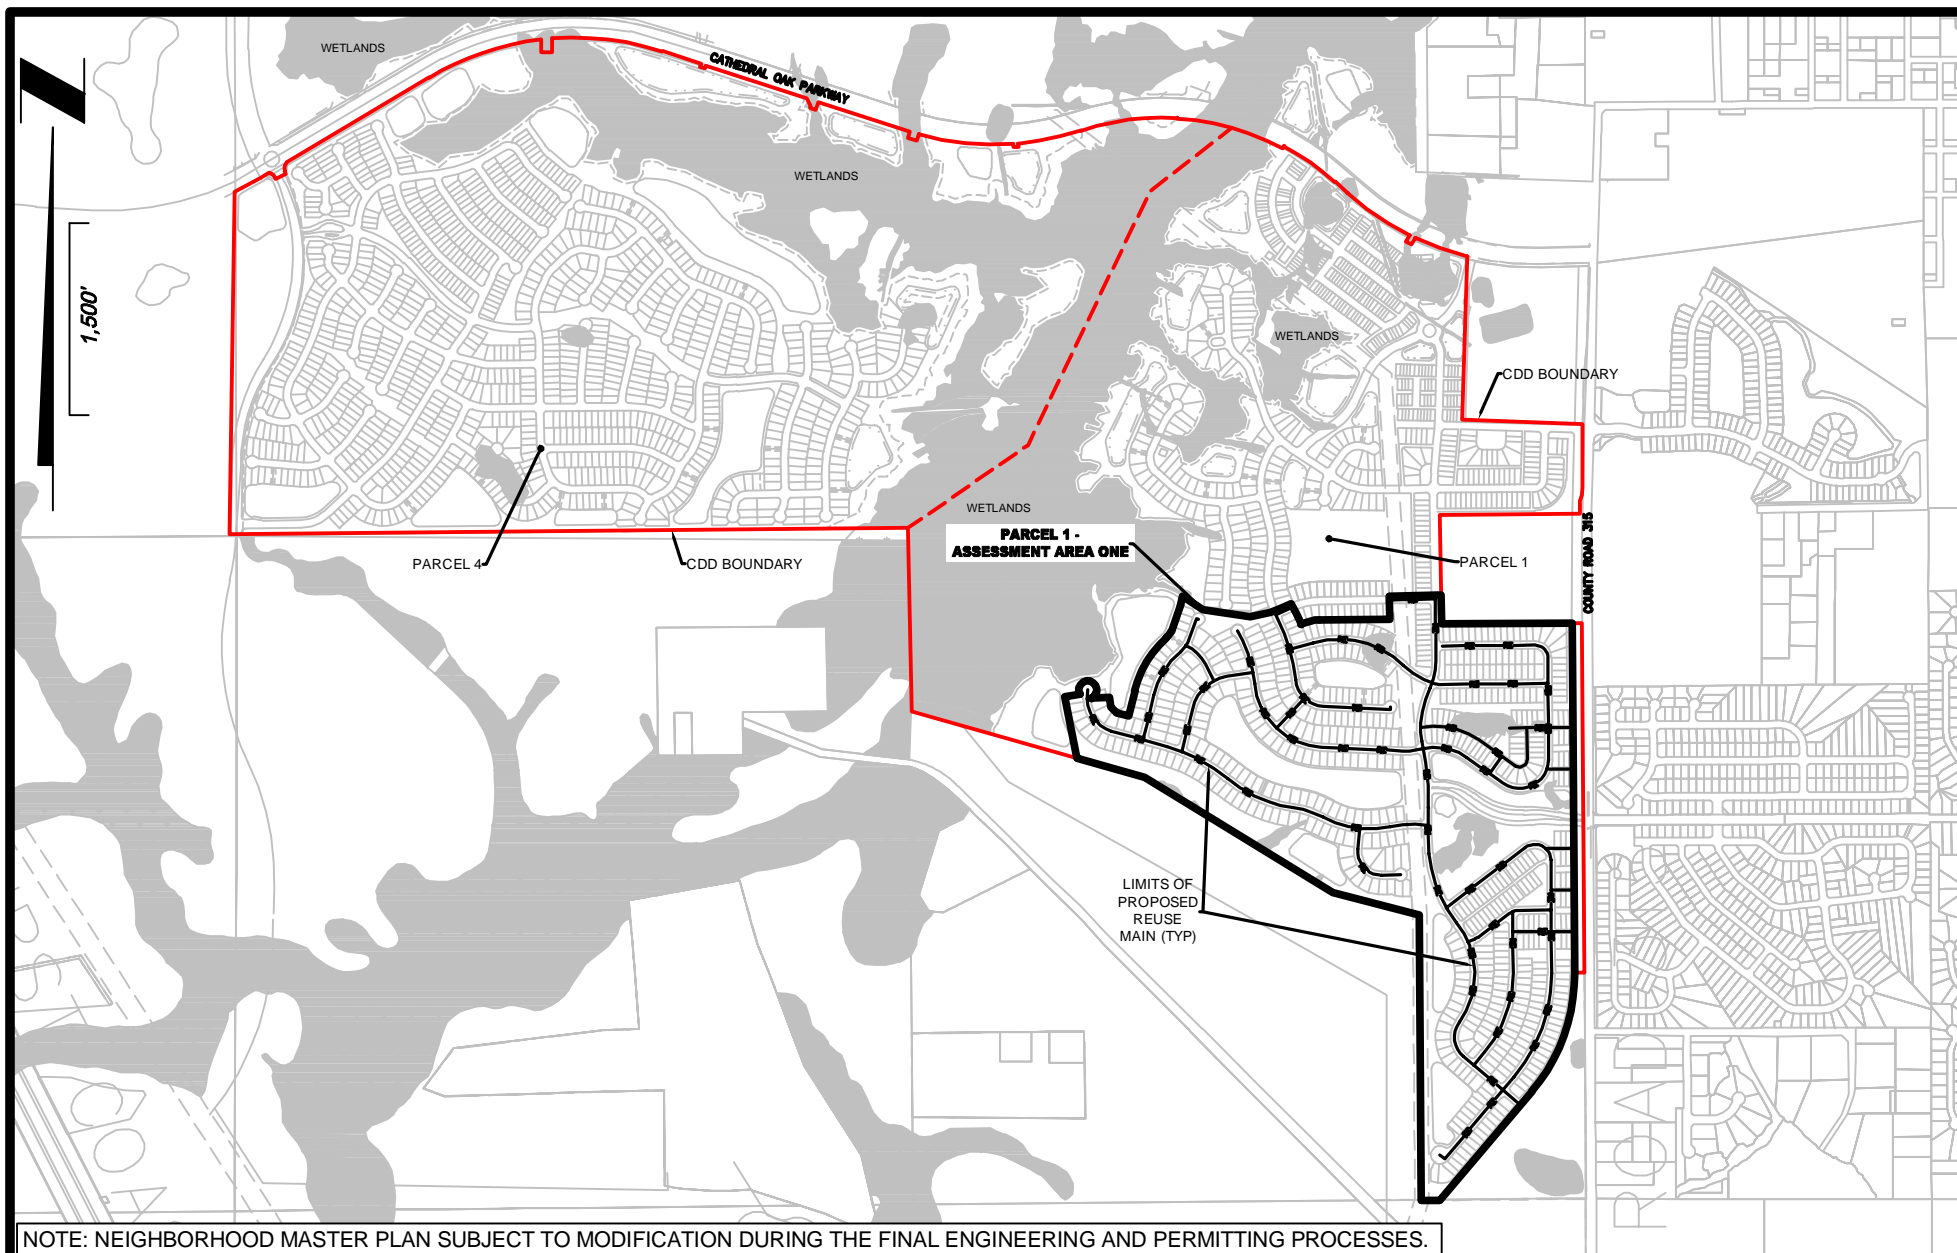 WETLANDS
CATHEDRAL OAK PARKWAY
WETLANDS
1,500'
WETLANDS
CDD BOUNDARY
WETLANDS
PARCEL 1 -
ASSESSMENT AREA ONE
COUNTY ROAD 315
PARCEL 4
CDD BOUNDARY
PARCEL 1
LIMITS OF
PROPOSED
REUSE
MAIN (TYP)
NOTE: NEIGHBORHOOD MASTER PLAN SUBJECT TO MODIFICATION DURING THE FINAL ENGINEERING AND PERMITTING PROCESSES.